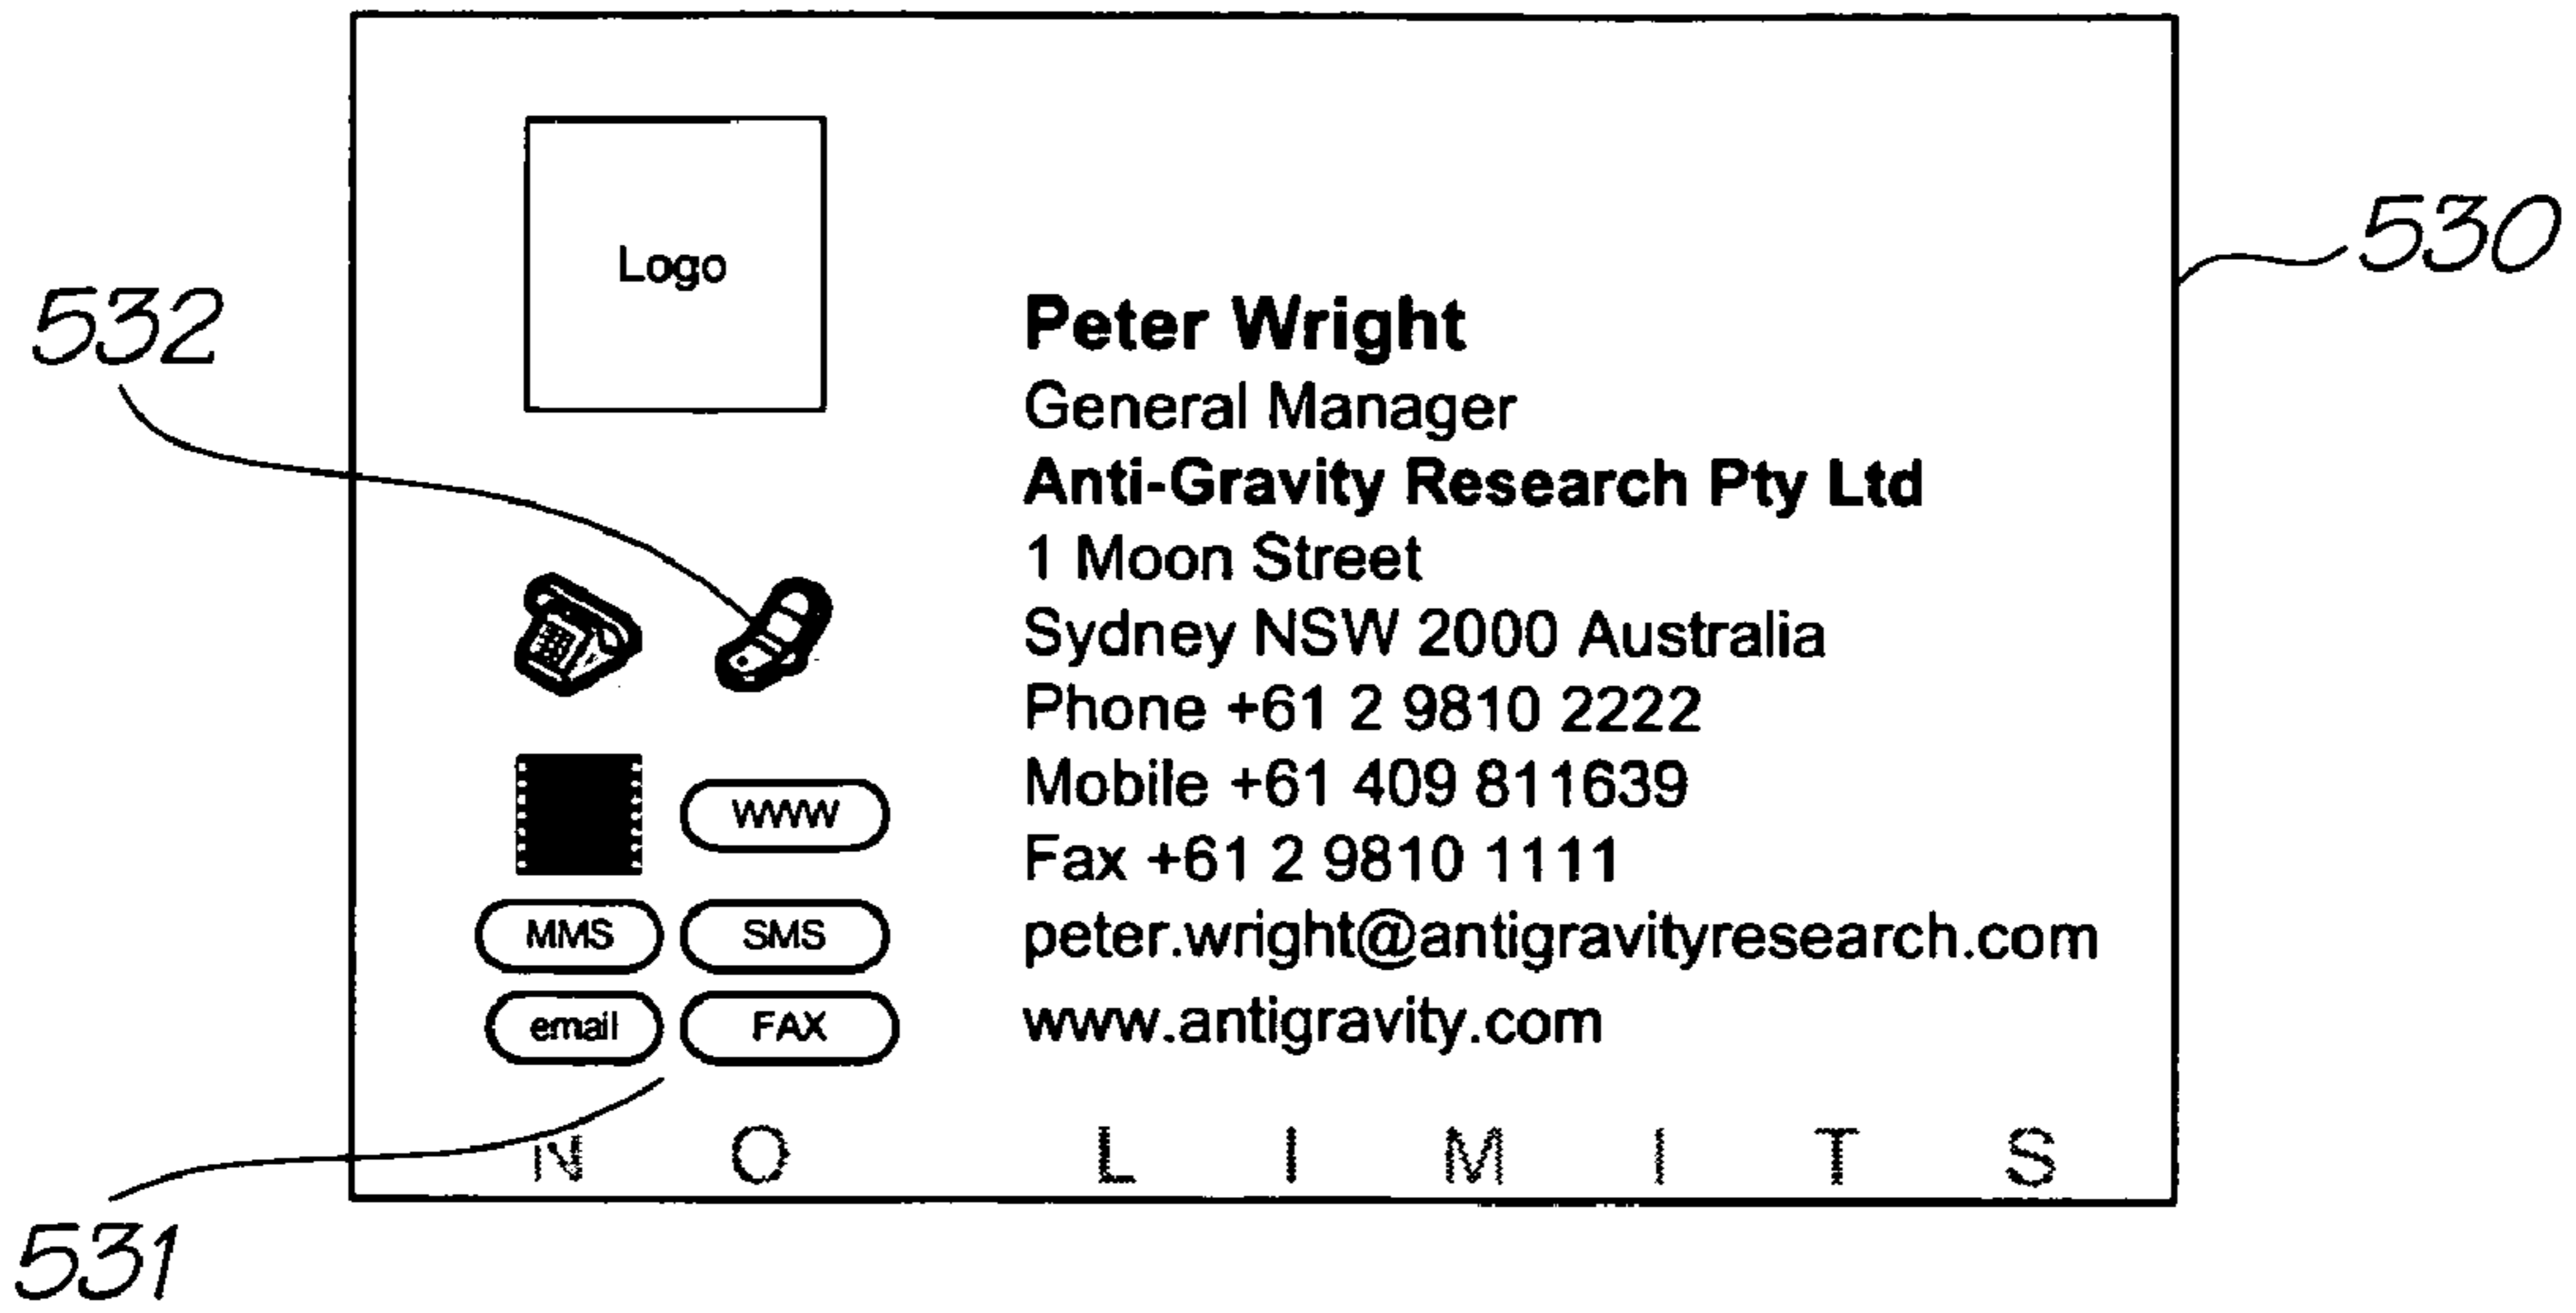 530
Logo
532
Peter Wright
General Manager
Anti-Gravity Research Pty Ltd
1 Moon Street
Sydney NSW 2000 Australia
Phone +61 2 9810 2222
Mobile +61 409 811639
Fax +61 2 9810 1111
peter.wright@antigravityresearch.com
www.antigravity.com
WWW
MMS SMS
email FAX
NO LIMITS
531